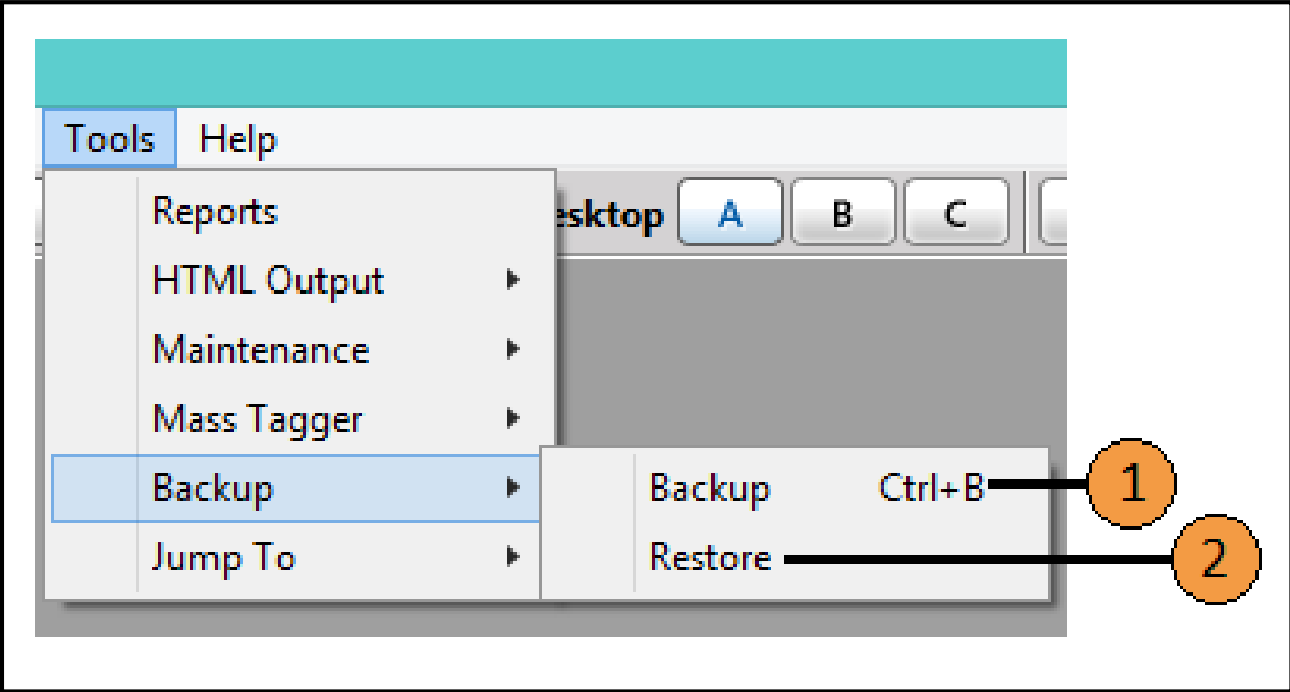 Tools Help
Reports
esktop A B C
HTML Output
Maintenance
Mass Tagger
Backup
Backup Ctrl+B 1
Jump To
Restore 2